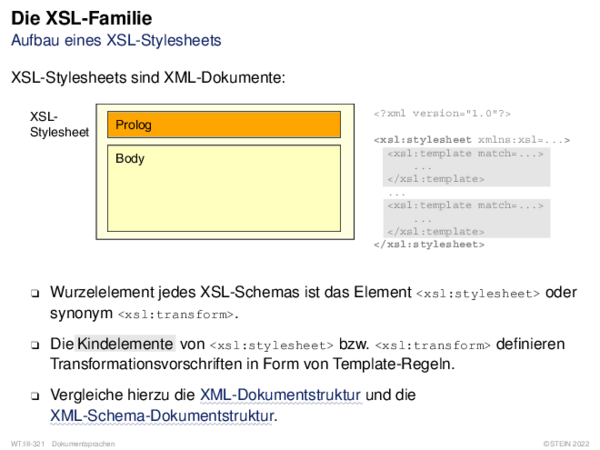 Die XSL-Familie
Aufbau eines XSL-Stylesheets
XSL-Stylesheets sind XML-Dokumente:
XSL-
Stylesheet
Prolog
Body
<?xml version="1.0"?>
<xsl:stylesheet xmlns:xsl=...>
<xsl:template match=...>
...
</xsl:template>
...
<xsl:template match=...>
...
</xsl:template>
</xsl:stylesheet>
❑ Wurzelelement jedes XSL-Schemas ist das Element <xsl:stylesheet> oder
synonym <xsl:transform>.
❑ Die Kindelemente von <xsl:stylesheet> bzw. <xsl:transform> definieren
Transformationsvorschriften in Form von Template-Regeln.
❑ Vergleiche hierzu die XML-Dokumentstruktur und die
XML-Schema-Dokumentstruktur.
WT:III-321 Dokumentsprachen
©STEIN 2022